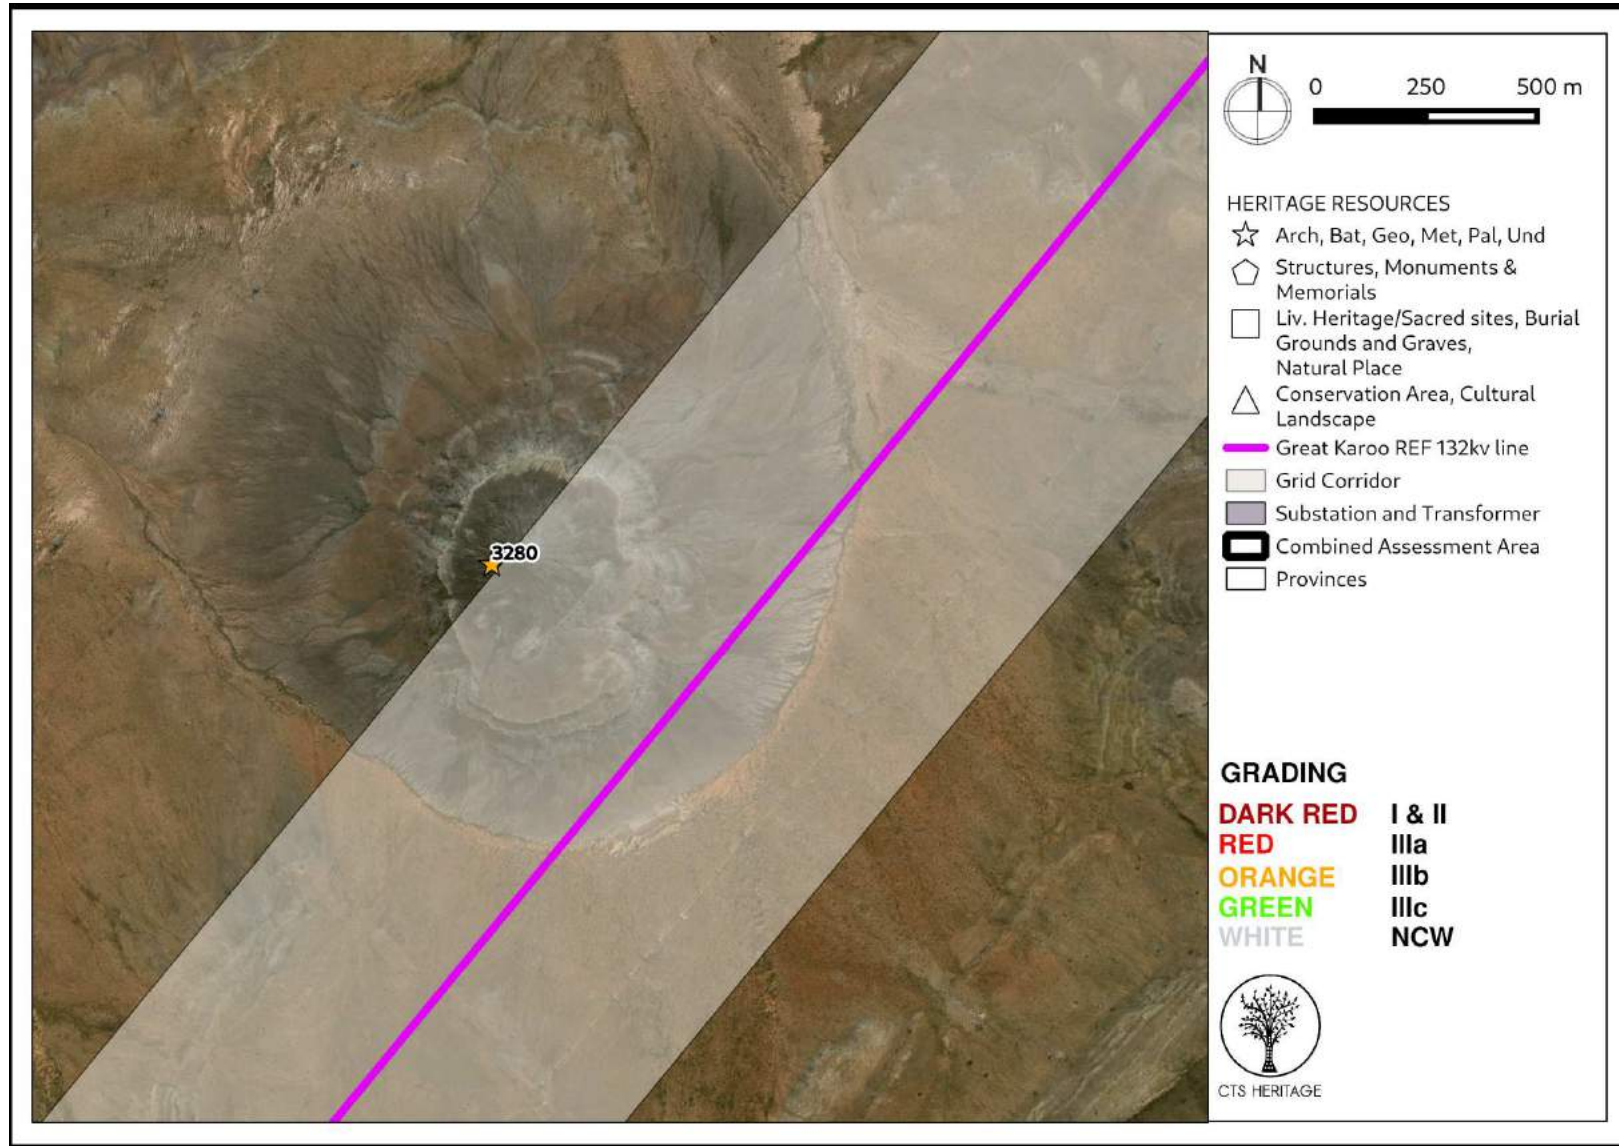 3280
N
0 250 500 m
HERITAGE RESOURCES
Arch, Bat, Geo, Met, Pal, Und
Structures, Monuments &
Memorials
Liv. Heritage/Sacred sites, Burial
Grounds and Graves,
Natural Place
Conservation Area, Cultural
Landscape
Great Karoo REF 132kv line
Grid Corridor
Substation and Transformer
Combined Assessment Area
Provinces
GRADING
DARK RED I & II
RED IIIa
ORANGE IIIb
GREEN IIIc
WHITE NCW
CTS HERITAGE